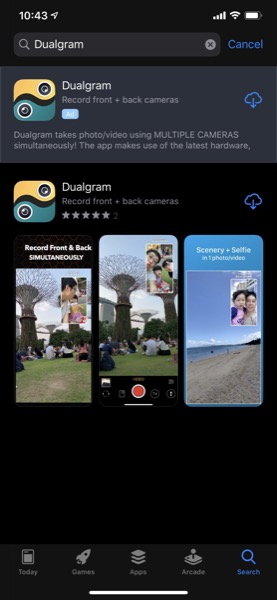 10:43
Dualgram
Cancel
Dualgram
Record front + back cameras
Ad
Dualgram takes photo/video using MULTIPLE CAMERAS
simultaneously! The app makes use of the latest hardware,
Dualgram
Record front + back cameras
2
Record Front & Back
SIMULTANEOUSLY
Scenery + Selfie
in 1 photo/video
Today
Games
Apps
Arcade
Search